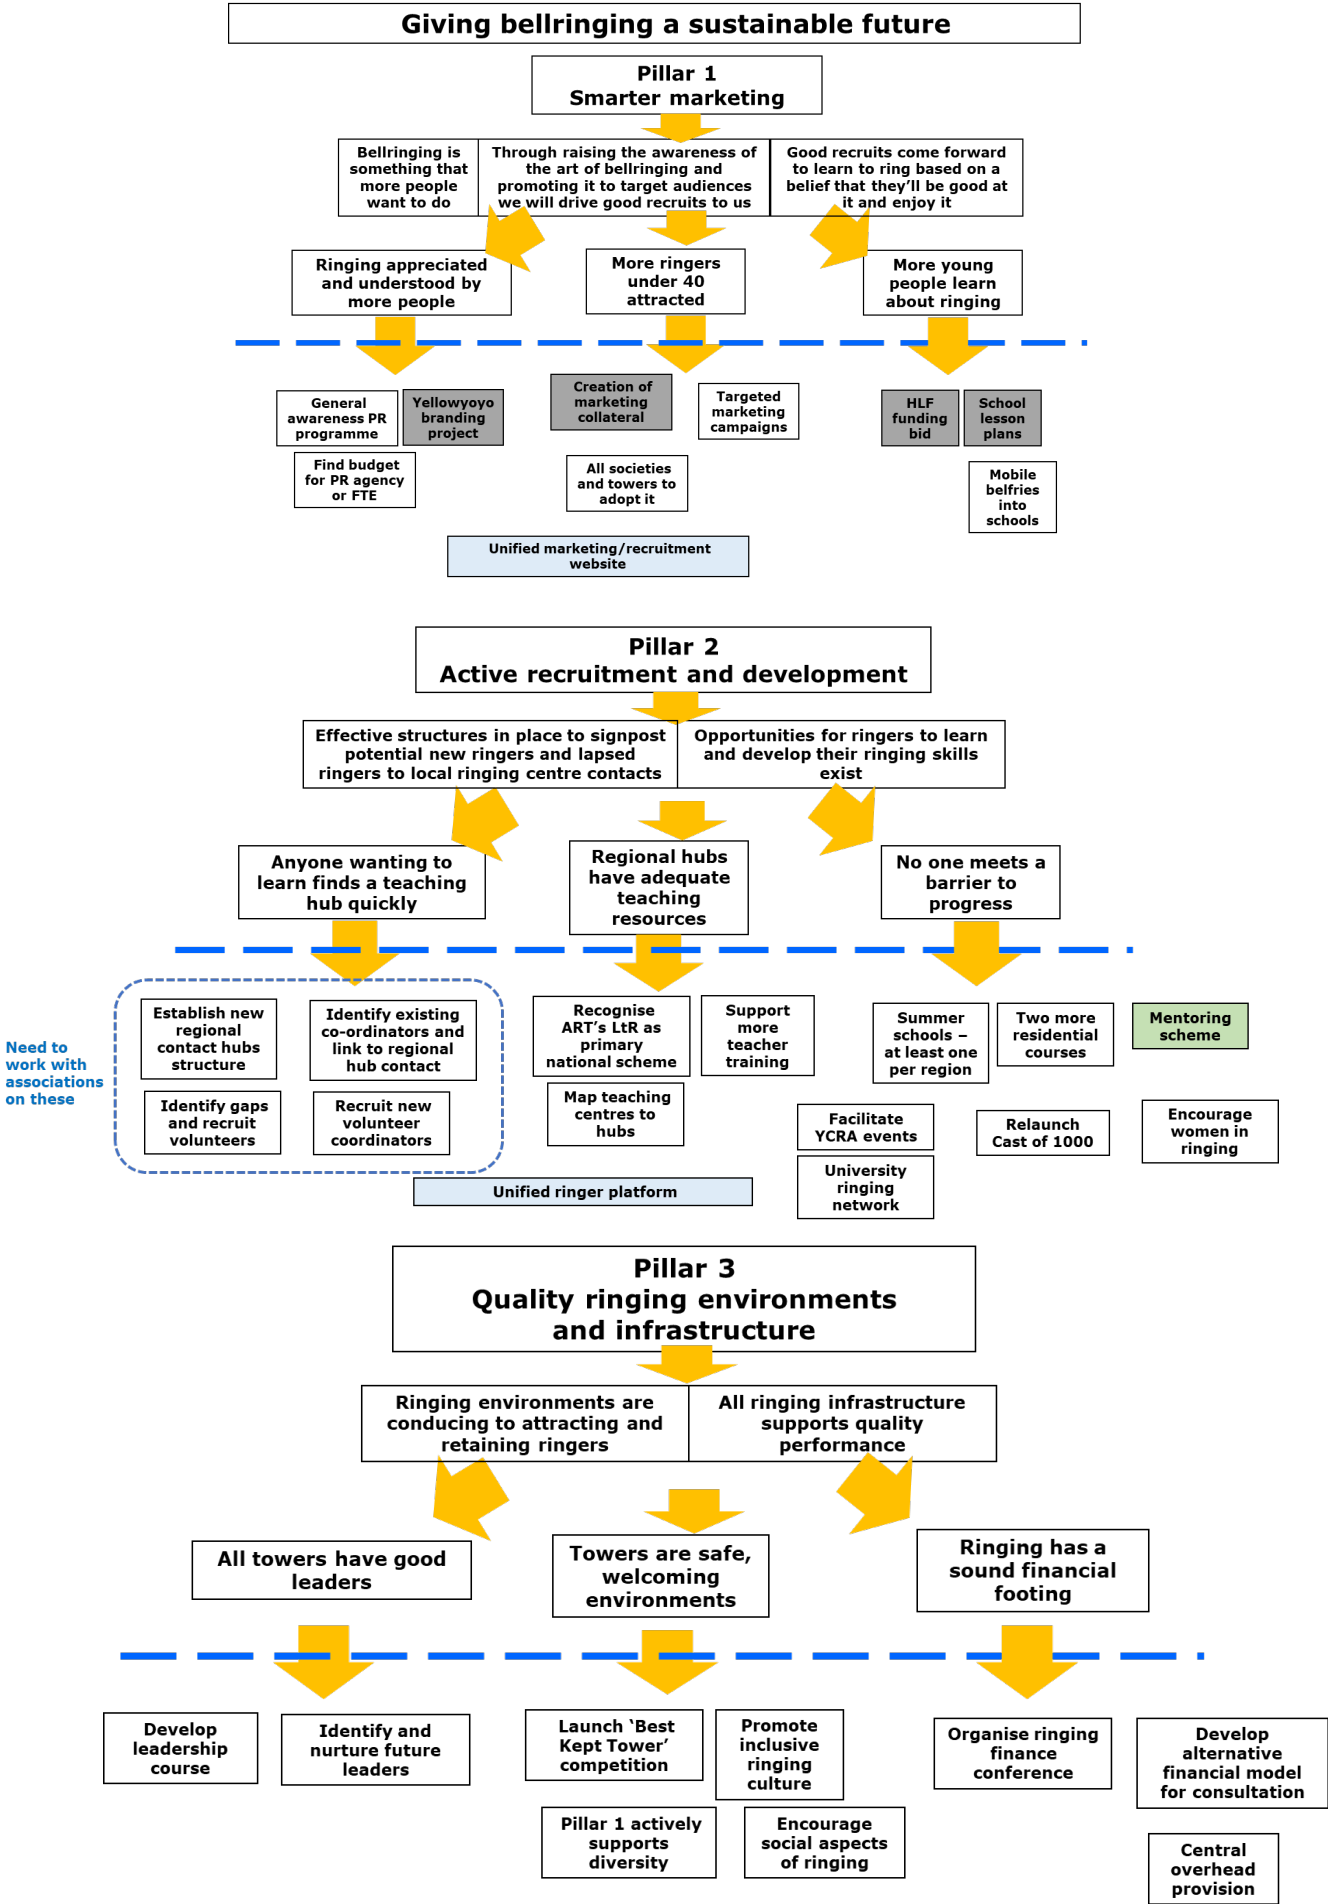 Giving bellringing a sustainable future
Pillar 1
Smarter marketing
Bellringing is
something that
more people
want to do
Through raising the awareness of
the art of bellringing and
promoting it to target audiences
we will drive good recruits to us
Good recruits come forward
to learn to ring based on a
belief that they'll be good at
it and enjoy it
Ringing appreciated
and understood by
more people
More ringers
under 40
attracted
More young
people learn
about ringing
General
awareness PR
programme
Yellowyoyo
branding
project
Find budget
for PR agency
or FTE
Creation of
marketing
collateral
Targeted
marketing
campaigns
All societies
and towers to
adopt it
HLF
funding
bid
School
lesson
plans
Mobile
belfries
into
schools
Unified marketing/recruitment
website
Pillar 2
Active recruitment and development
Effective structures in place to signpost
potential new ringers and lapsed
ringers to local ringing centre contacts
Opportunities for ringers to learn
and develop their ringing skills
exist
Anyone wanting to
learn finds a teaching
hub quickly
Regional hubs
have adequate
teaching
resources
No one meets a
barrier to
progress
Need to
work with
associations
on these
Establish new
regional
contact hubs
structure
Identify existing
co-ordinators and
link to regional
hub contact
Identify gaps
and recruit
volunteers
Recruit new
volunteer
coordinators
Recognise
ART's LtR as
primary
national scheme
Support
more
teacher
training
Map teaching
centres to
hubs
Summer
schools –
at least one
per region
Two more
residential
courses
Mentoring
scheme
Facilitate
YCRA events
Relaunch
Cast of 1000
Encourage
women in
ringing
University
ringing
network
Unified ringer platform
Pillar 3
Quality ringing environments
and infrastructure
Ringing environments are
conducing to attracting and
retaining ringers
All ringing infrastructure
supports quality
performance
All towers have good
leaders
Towers are safe,
welcoming
environments
Ringing has a
sound financial
footing
Develop
leadership
course
Identify and
nurture future
leaders
Launch ‘Best
Kept Tower’
competition
Promote
inclusive
ringing
culture
Pillar 1 actively
supports
diversity
Encourage
social aspects
of ringing
Organise ringing
finance
conference
Develop
alternative
financial model
for consultation
Central
overhead
provision